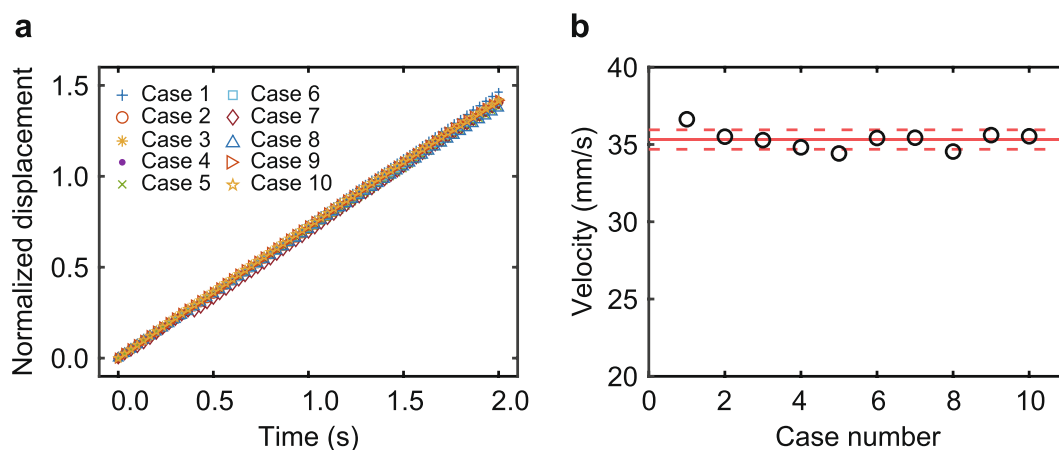 a
Normalized displacement
1.5
1.0
0.5
0.0
Case 1
Case 2
Case 3
Case 4
Case 5
Case 6
Case 7
Case 8
Case 9
Case 10
0.0 0.5 1.0 1.5 2.0
Time (s)
b
Velocity (mm/s)
40
35
30
25
20
0 2 4 6 8 10
Case number